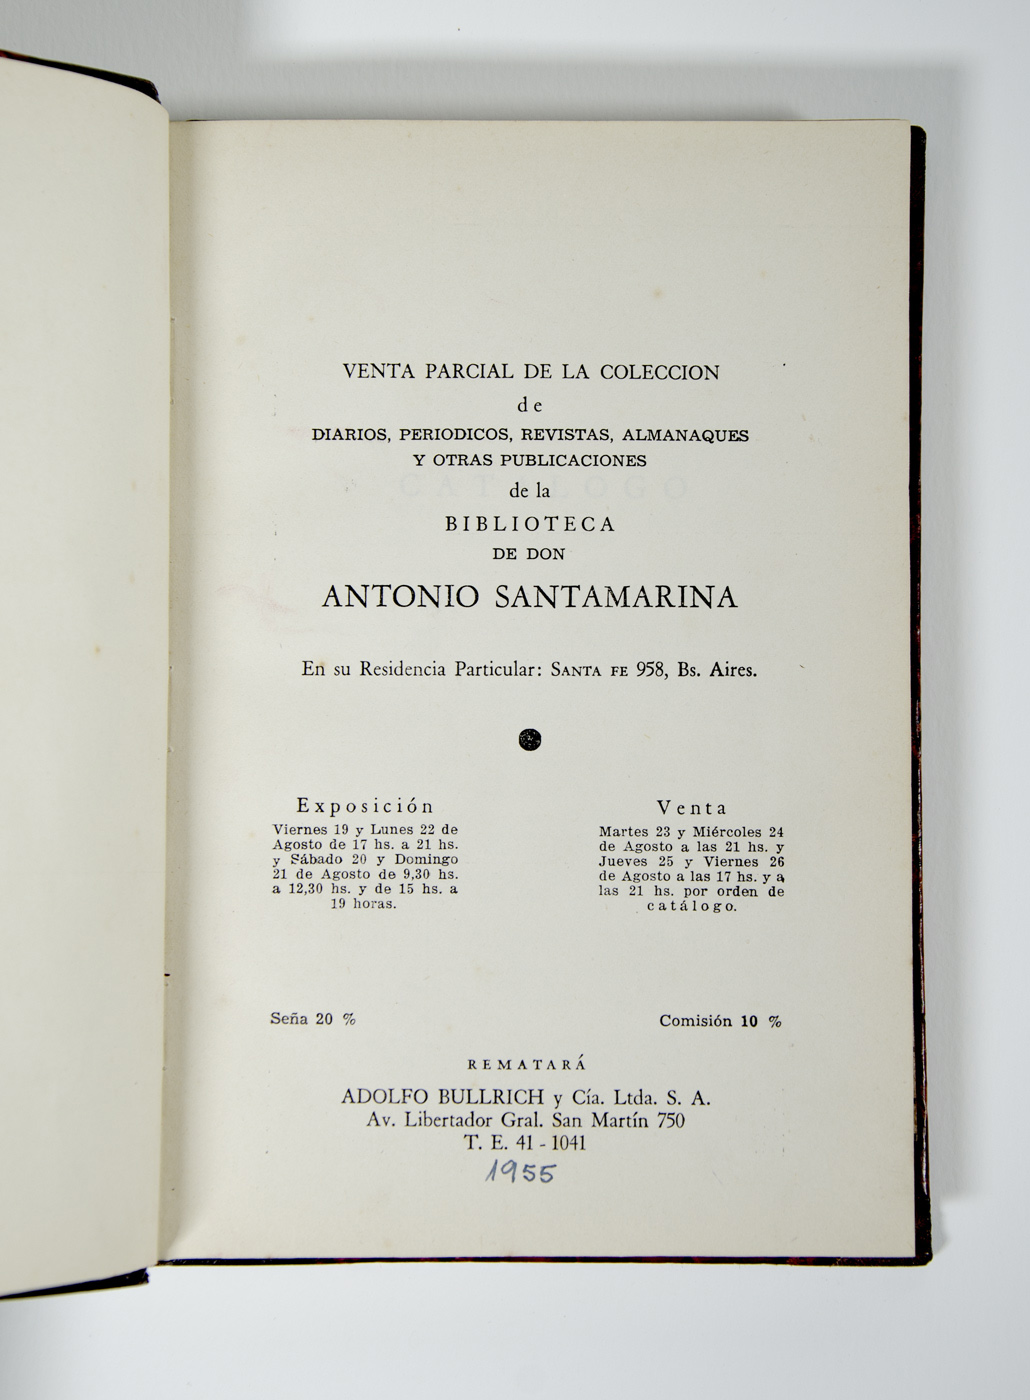 VENTA PARCIAL DE LA COLECCION
de
DIARIOS, PERIODICOS, REVISTAS, ALMANAQUES
Y OTRAS PUBLICACIONES
CATALOGO
de la
BIBLIOTECA
DE DON
ANTONIO SANTAMARINA
En su Residencia Particular: SANTA FE 958, Bs. Aires.
Exposición
Viernes 19 y Lunes 22 de
Agosto de 17 hs. a 21 hs.
y Sábado 20 y Domingo
21 de Agosto de 9,30 hs.
a 12,30 hs. y de 15 hs. a
19 horas.
Venta
Martes 23 y Miércoles 24
de Agosto a las 21 hs. y
Jueves 25 y Viernes 26
de Agosto a las 17 hs. y a
las 21 hs. por orden de
catálogo.
Seña 20 %
Comisión 10 %
REMATARÁ
ADOLFO BULLRICH y Cía. Ltda. S. A.
Av. Libertador Gral. San Martín 750
T. E. 41 - 1041
1955